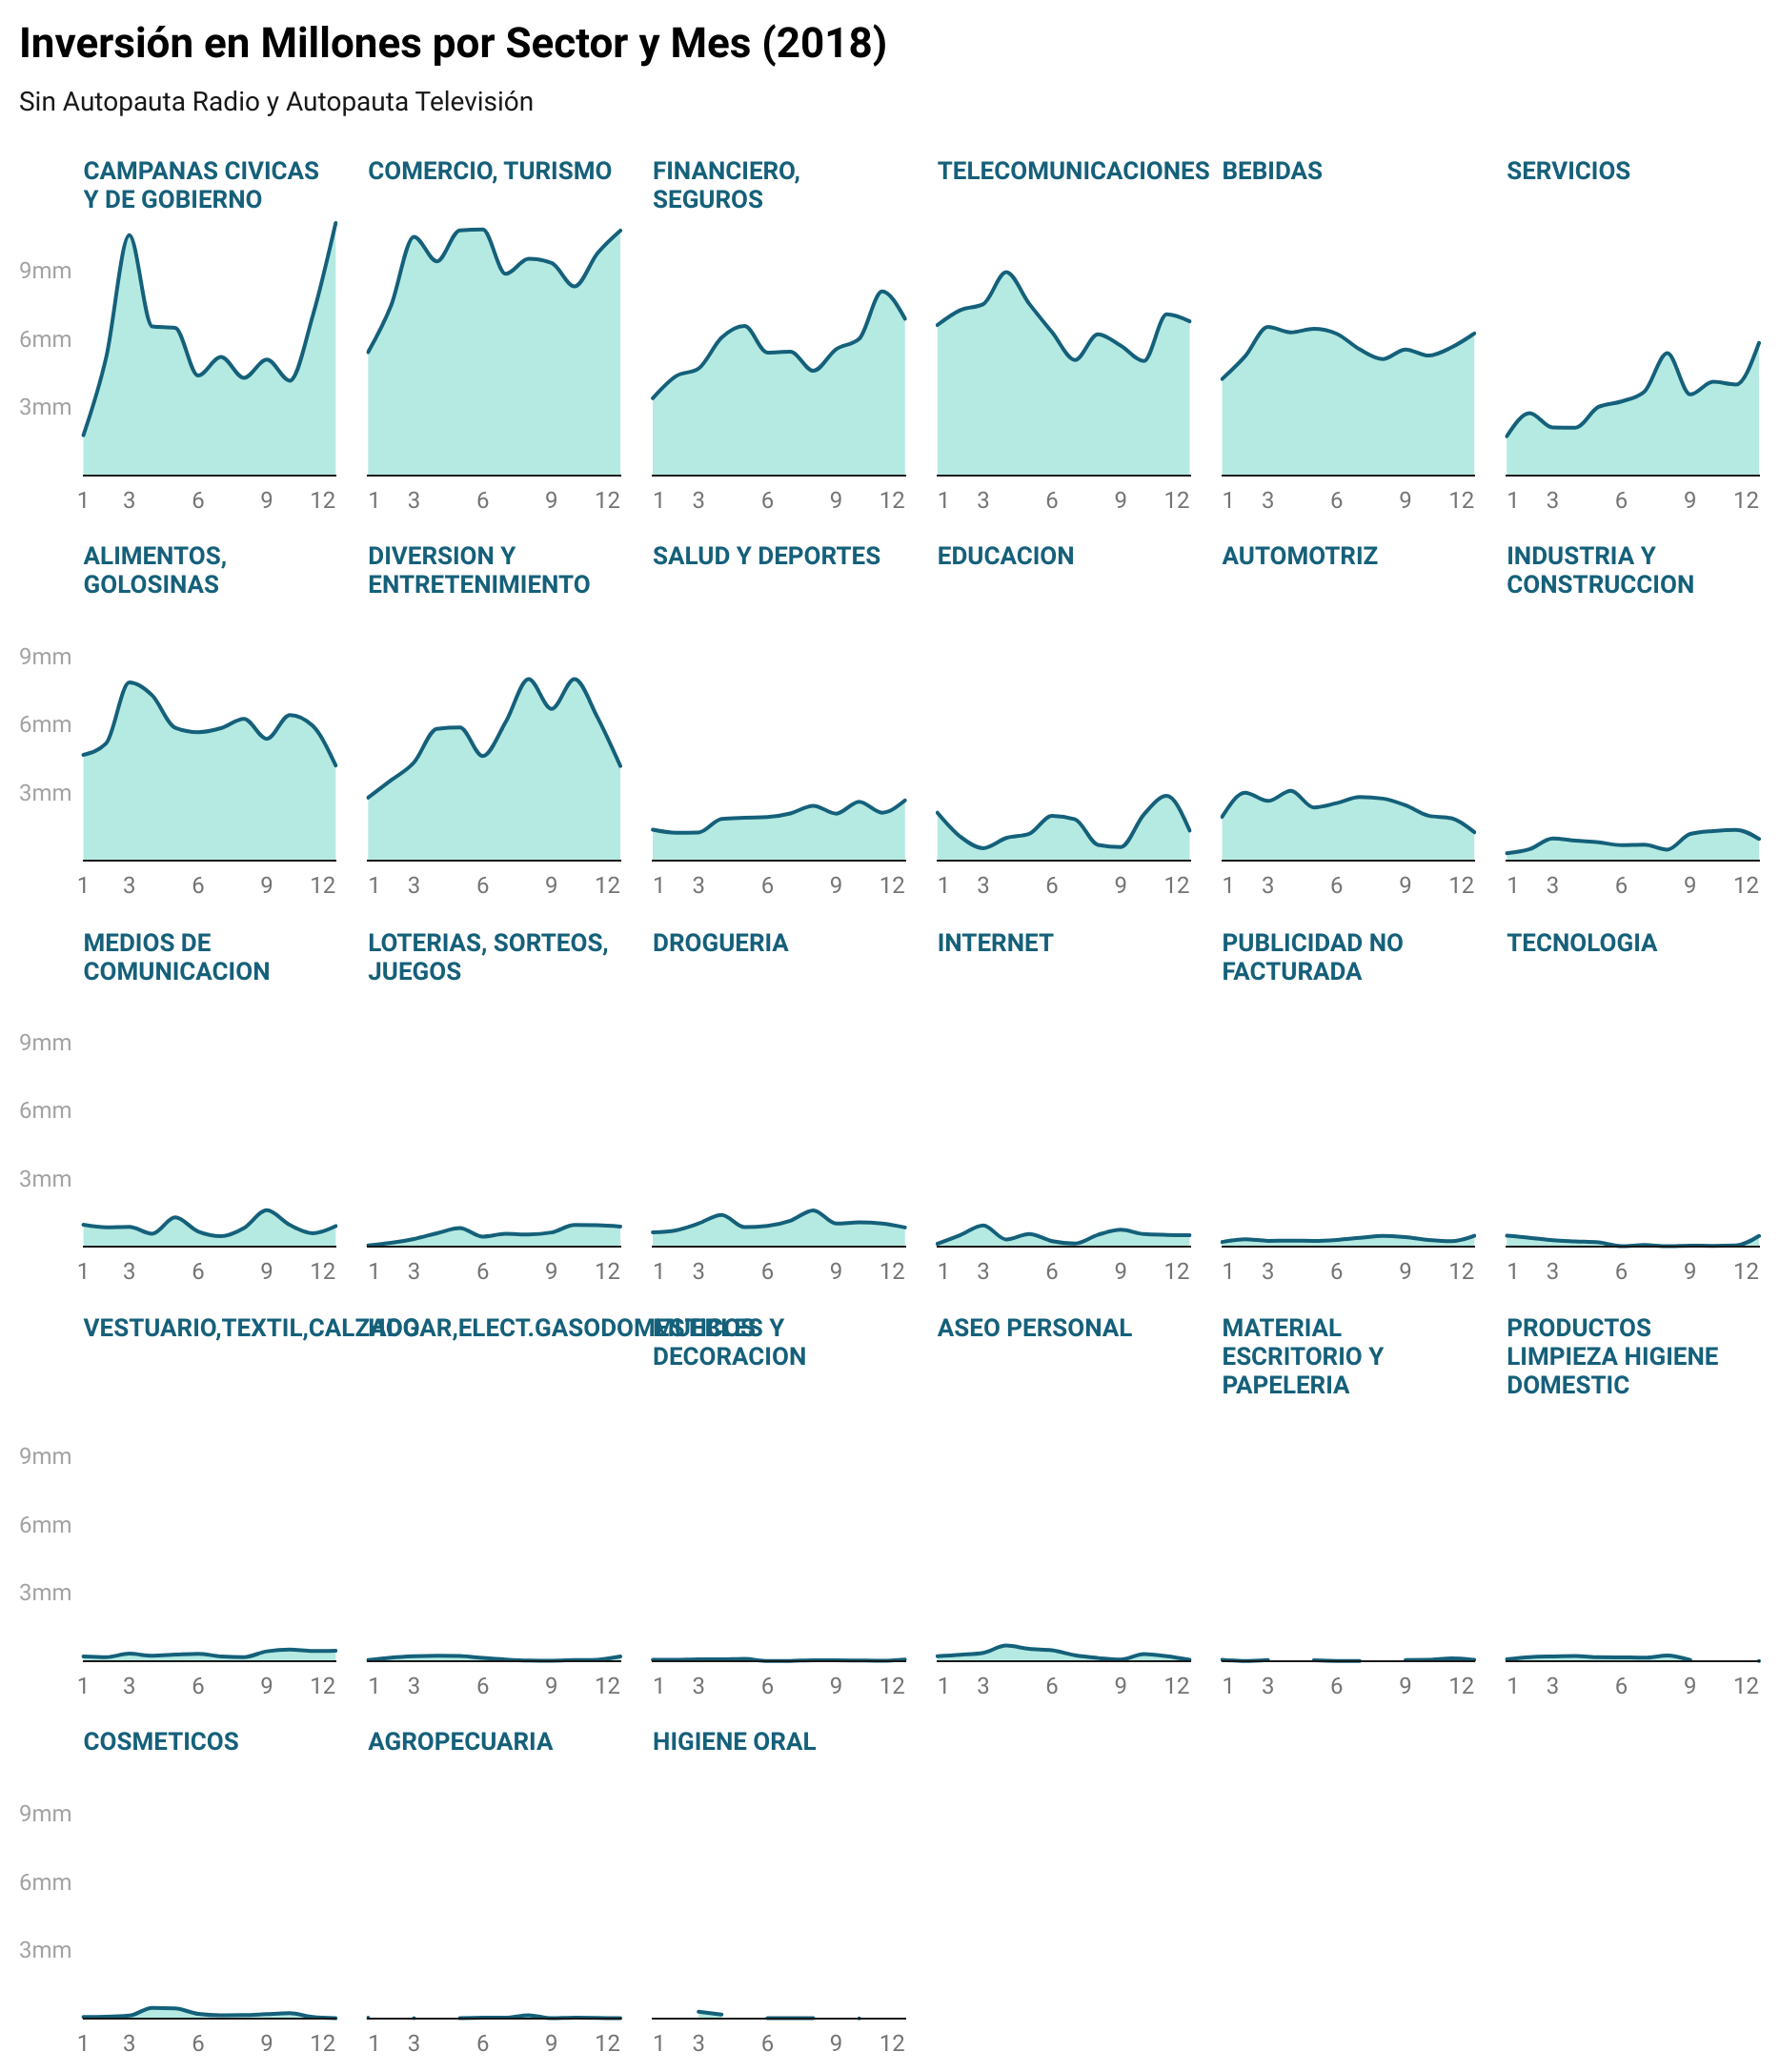 Inversión en Millones por Sector y Mes (2018)
Sin Autopauta Radio y Autopauta Televisión
CAMPANAS CIVICAS
Y DE GOBIERNO
COMERCIO, TURISMO
FINANCIERO,
SEGUROS
TELECOMUNICACIONES
BEBIDAS
SERVICIOS
9mm
6mm
3mm
1 3 6 9 12
1 3 6 9 12
1 3 6 9 12
1 3 6 9 12
1 3 6 9 12
1 3 6 9 12
ALIMENTOS,
GOLOSINAS
DIVERSION Y
ENTRETENIMIENTO
SALUD Y DEPORTES
EDUCACION
AUTOMOTRIZ
INDUSTRIA Y
CONSTRUCCION
9mm
6mm
3mm
1 3 6 9 12
1 3 6 9 12
1 3 6 9 12
1 3 6 9 12
1 3 6 9 12
1 3 6 9 12
MEDIOS DE
COMUNICACION
LOTERIAS, SORTEOS,
JUEGOS
DROGUERIA
INTERNET
PUBLICIDAD NO
FACTURADA
TECNOLOGIA
9mm
6mm
3mm
1 3 6 9 12
1 3 6 9 12
1 3 6 9 12
1 3 6 9 12
1 3 6 9 12
1 3 6 9 12
VESTUARIO,TEXTIL,CALZADO
HOGAR,ELECT.GASODOMESTICOS
MUEBLES Y
DECORACION
ASEO PERSONAL
MATERIAL
ESCRITORIO Y
PAPELERIA
PRODUCTOS
LIMPIEZA HIGIENE
DOMESTIC
9mm
6mm
3mm
1 3 6 9 12
1 3 6 9 12
1 3 6 9 12
1 3 6 9 12
1 3 6 9 12
1 3 6 9 12
COSMETICOS
AGROPECUARIA
HIGIENE ORAL
9mm
6mm
3mm
1 3 6 9 12
1 3 6 9 12
1 3 6 9 12